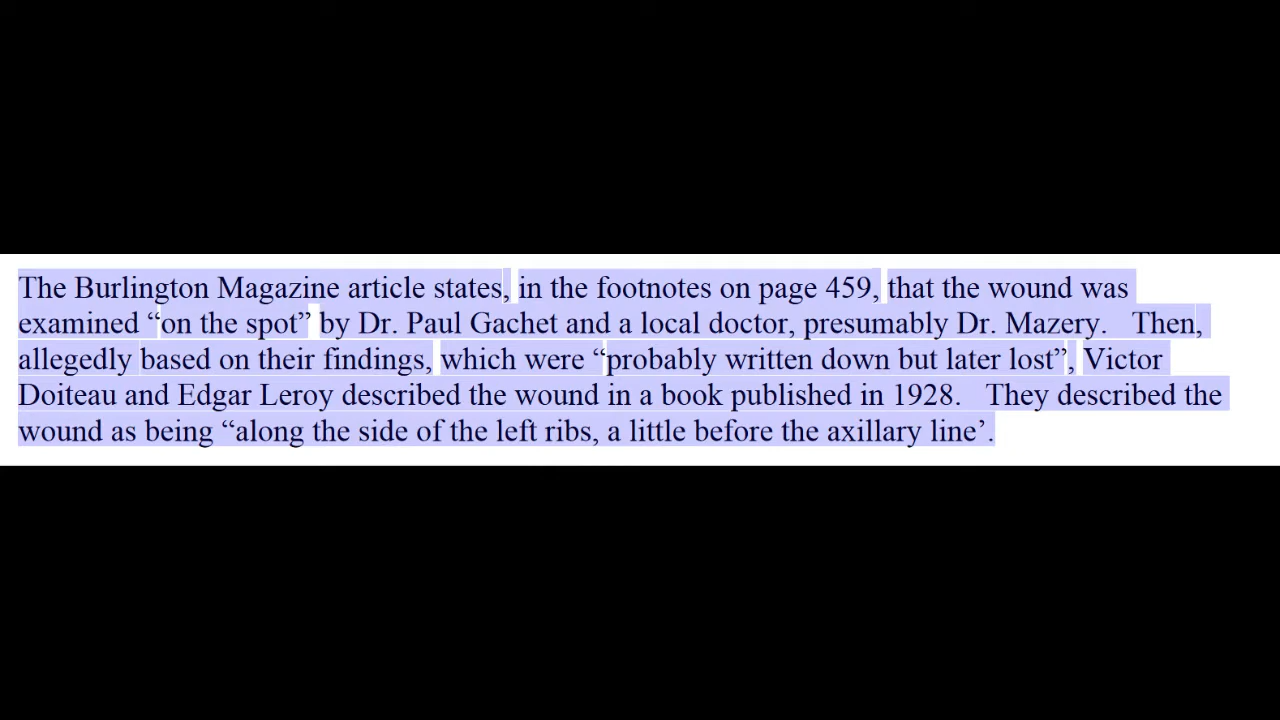 The Burlington Magazine article states, in the footnotes on page 459, that the wound was
examined “on the spot” by Dr. Paul Gachet and a local doctor, presumably Dr. Mazery.   Then,
allegedly based on their findings, which were “probably written down but later lost”, Victor
Doiteau and Edgar Leroy described the wound in a book published in 1928.   They described the
wound as being “along the side of the left ribs, a little before the axillary line’.